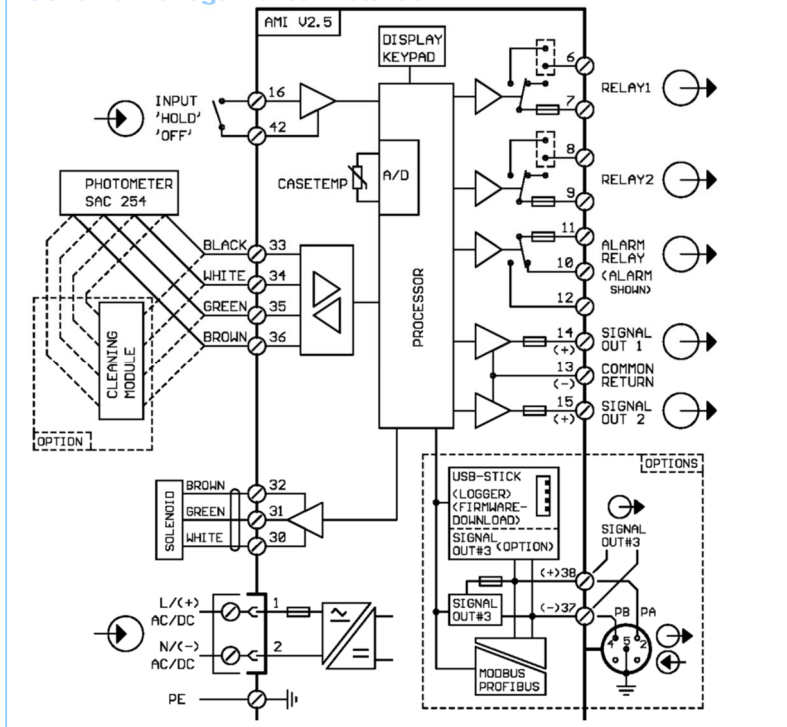 AMI V2.5
DISPLAY
KEYPAD
INPUT
'HOLD'
'OFF'
16
42
6
7
RELAY1
8
9
RELAY2
CASETEMP
A/D
PROCESSOR
PHOTOMETER
SAC 254
BLACK 33
WHITE 34
GREEN 35
BROWN 36
CLEANING
MODULE
OPTION
11
10
12
ALARM
RELAY
(ALARM
SHOWN)
14
(+)
SIGNAL
OUT 1
13
(-)
COMMON
RETURN
15
(+)
SIGNAL
OUT 2
SOLENOID
BROWN 32
GREEN 31
WHITE 30
OPTIONS
USB-STICK
(LOGGER)
(FIRMWARE-
DOWNLOAD)
SIGNAL
OUT#3 (OPTION)
SIGNAL
OUT#3
(+)38
SIGNAL
OUT#3
(-)37
PB PA
4 5 2
MODBUS
PROFIBUS
L/(+)
AC/DC
1
N/(-)
AC/DC
2
PE